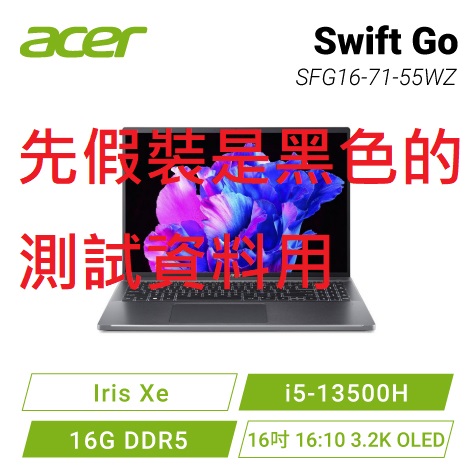 acer
Swift Go
SFG16-71-55WZ
先假裝是黑色的
測試資料用
Iris Xe
i5-13500H
16G DDR5
16吋 16:10 3.2K OLED